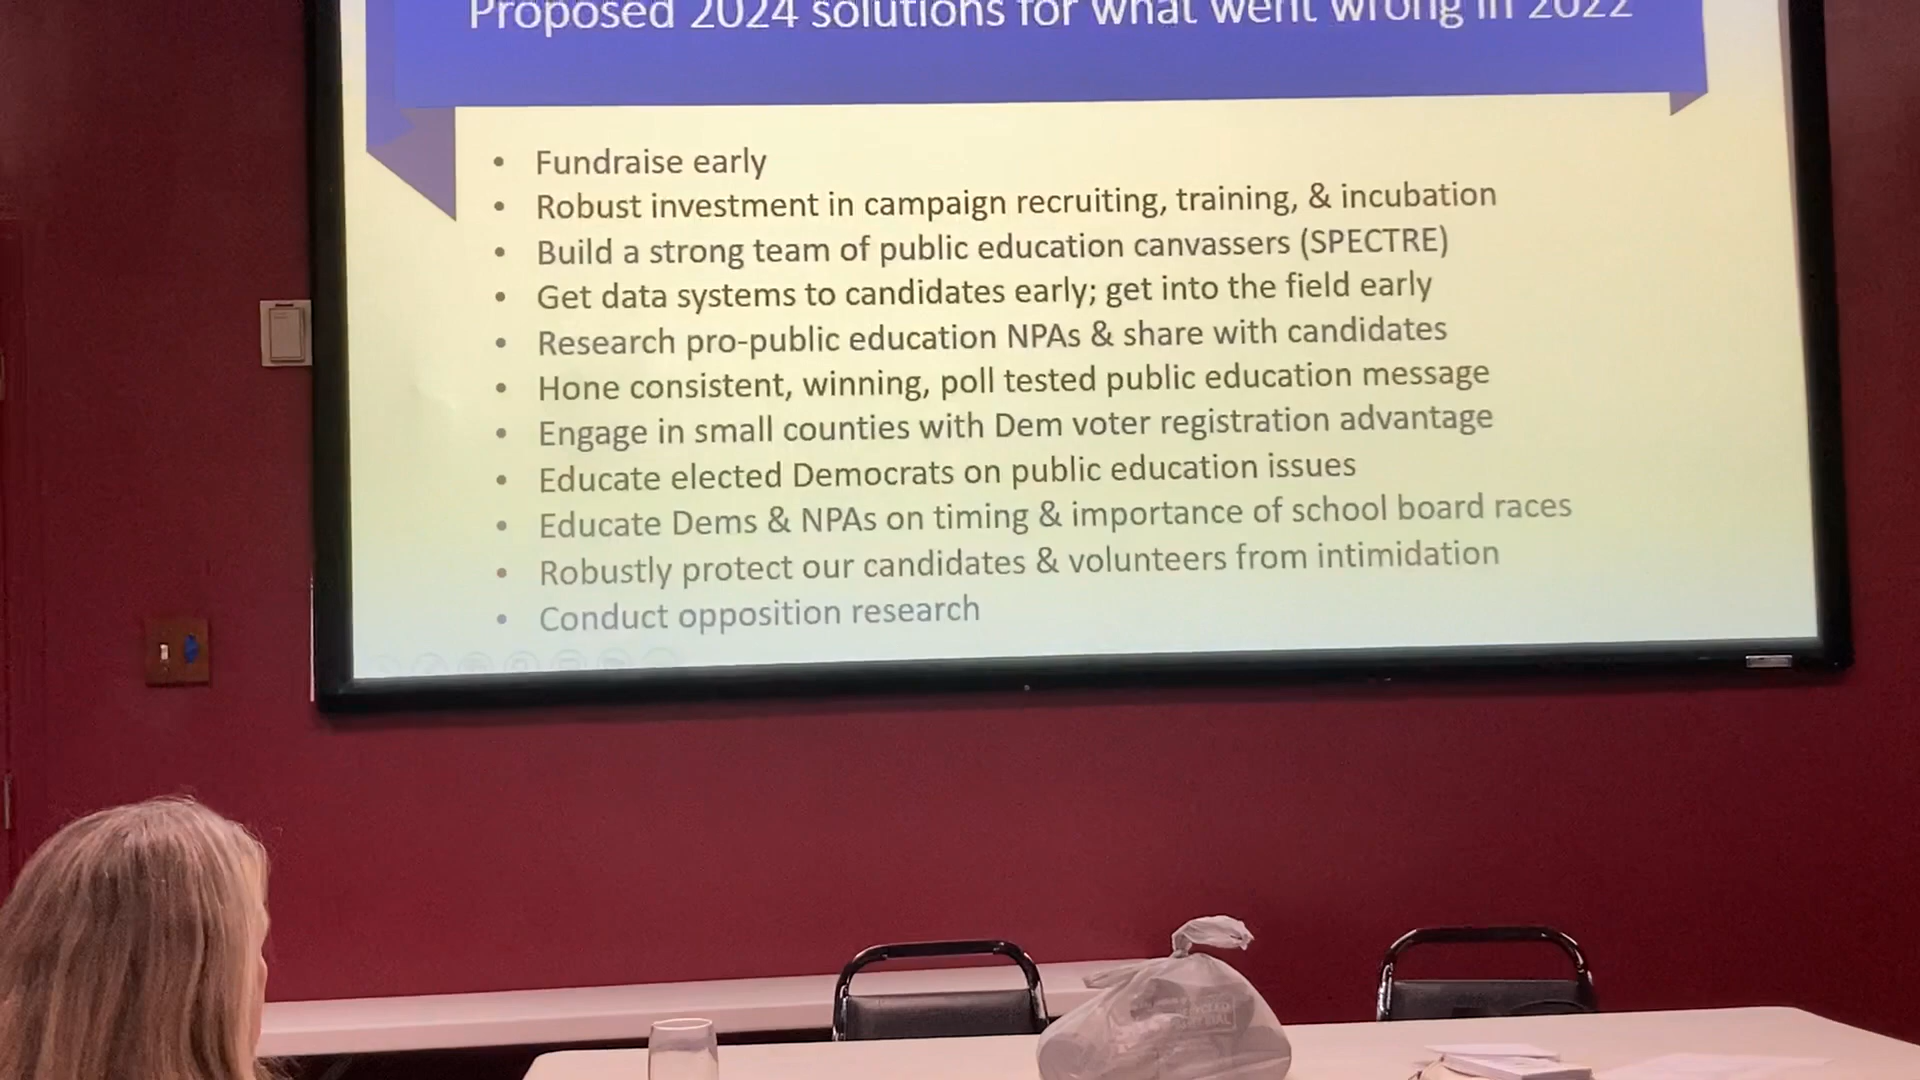 Proposed 2024 solutions for what went wrong in 2022
• Fundraise early
• Robust investment in campaign recruiting, training, & incubation
• Build a strong team of public education canvassers (SPECTRE)
• Get data systems to candidates early; get into the field early
• Research pro-public education NPAs & share with candidates
• Hone consistent, winning, poll tested public education message
• Engage in small counties with Dem voter registration advantage
• Educate elected Democrats on public education issues
• Educate Dems & NPAs on timing & importance of school board races
• Robustly protect our candidates & volunteers from intimidation
• Conduct opposition research